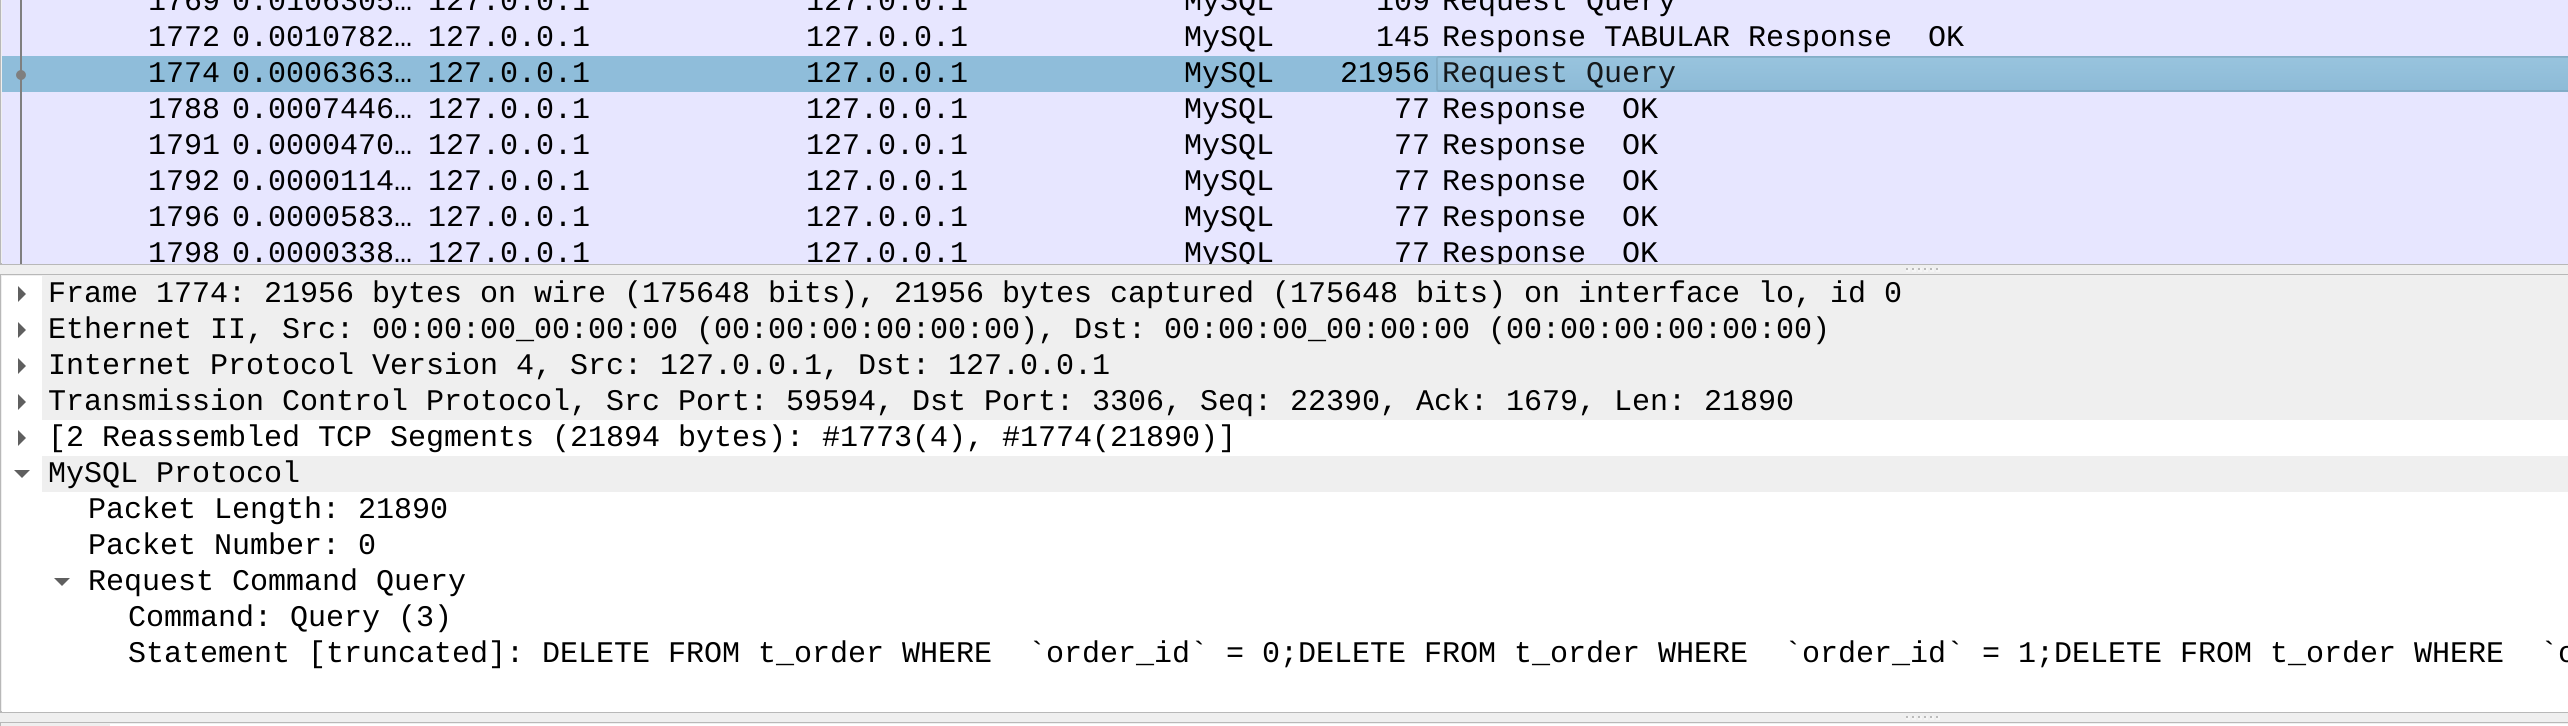 1769 0.0106305… 127.0.0.1 127.0.0.1 MySQL 109 Request Query
1772 0.0010782… 127.0.0.1 127.0.0.1 MySQL 145 Response TABULAR Response  OK
1774 0.0006363… 127.0.0.1 127.0.0.1 MySQL 21956 Request Query
1788 0.0007446… 127.0.0.1 127.0.0.1 MySQL 77 Response  OK
1791 0.0000470… 127.0.0.1 127.0.0.1 MySQL 77 Response  OK
1792 0.0000114… 127.0.0.1 127.0.0.1 MySQL 77 Response  OK
1796 0.0000583… 127.0.0.1 127.0.0.1 MySQL 77 Response  OK
1798 0.0000338… 127.0.0.1 127.0.0.1 MySQL 77 Response  OK
Frame 1774: 21956 bytes on wire (175648 bits), 21956 bytes captured (175648 bits) on interface lo, id 0
Ethernet II, Src: 00:00:00_00:00:00 (00:00:00:00:00:00), Dst: 00:00:00_00:00:00 (00:00:00:00:00:00)
Internet Protocol Version 4, Src: 127.0.0.1, Dst: 127.0.0.1
Transmission Control Protocol, Src Port: 59594, Dst Port: 3306, Seq: 22390, Ack: 1679, Len: 21890
[2 Reassembled TCP Segments (21894 bytes): #1773(4), #1774(21890)]
MySQL Protocol
Packet Length: 21890
Packet Number: 0
Request Command Query
Command: Query (3)
Statement [truncated]: DELETE FROM t_order WHERE  `order_id` = 0;DELETE FROM t_order WHERE  `order_id` = 1;DELETE FROM t_order WHERE  `o